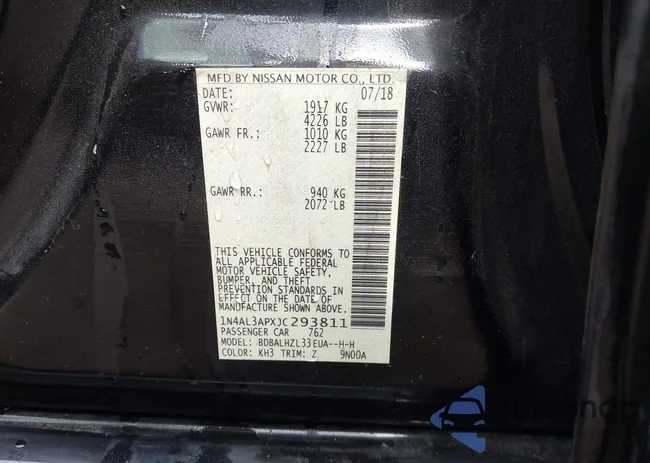 MFD BY NISSAN MOTOR CO., LTD.
DATE: 07/18
GVWR: 1917 KG
4226 LB
GAWR FR.: 1010 KG
2227 LB
GAWR RR.: 940 KG
2072 LB
THIS VEHICLE CONFORMS TO
ALL APPLICABLE FEDERAL
MOTOR VEHICLE SAFETY,
BUMPER, AND THEFT
PREVENTION STANDARDS IN
EFFECT ON THE DATE OF
MANUFACTURE SHOWN ABOVE.
1N4AL3APXJC293811
PASSENGER CAR 762
MODEL: BDBALHZL33EUA--H-H
COLOR: KH3 TRIM: Z 9N00A